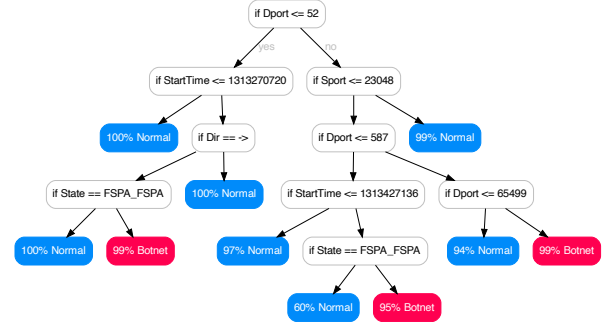 if Dport <= 52
yes
no
if StartTime <= 1313270720
if Sport <= 23048
100% Normal
if Dir == ->
if Dport <= 587
99% Normal
if State == FSPA_FSPA
100% Normal
if StartTime <= 1313427136
if Dport <= 65499
100% Normal
99% Botnet
97% Normal
if State == FSPA_FSPA
94% Normal
99% Botnet
60% Normal
95% Botnet